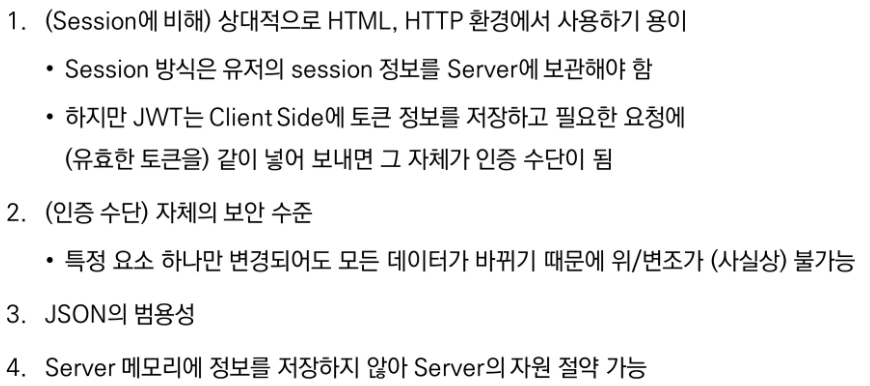 1. (Session에 비해) 상대적으로 HTML, HTTP 환경에서 사용하기 용이
• Session 방식은 유저의 session 정보를 Server에 보관해야 함
• 하지만 JWT는 Client Side에 토큰 정보를 저장하고 필요한 요청에
(유효한 토큰을) 같이 넣어 보내면 그 자체가 인증 수단이 됨
2. (인증 수단) 자체의 보안 수준
• 특정 요소 하나만 변경되어도 모든 데이터가 바뀌기 때문에 위/변조가 (사실상) 불가능
3. JSON의 범용성
4. Server 메모리에 정보를 저장하지 않아 Server의 자원 절약 가능